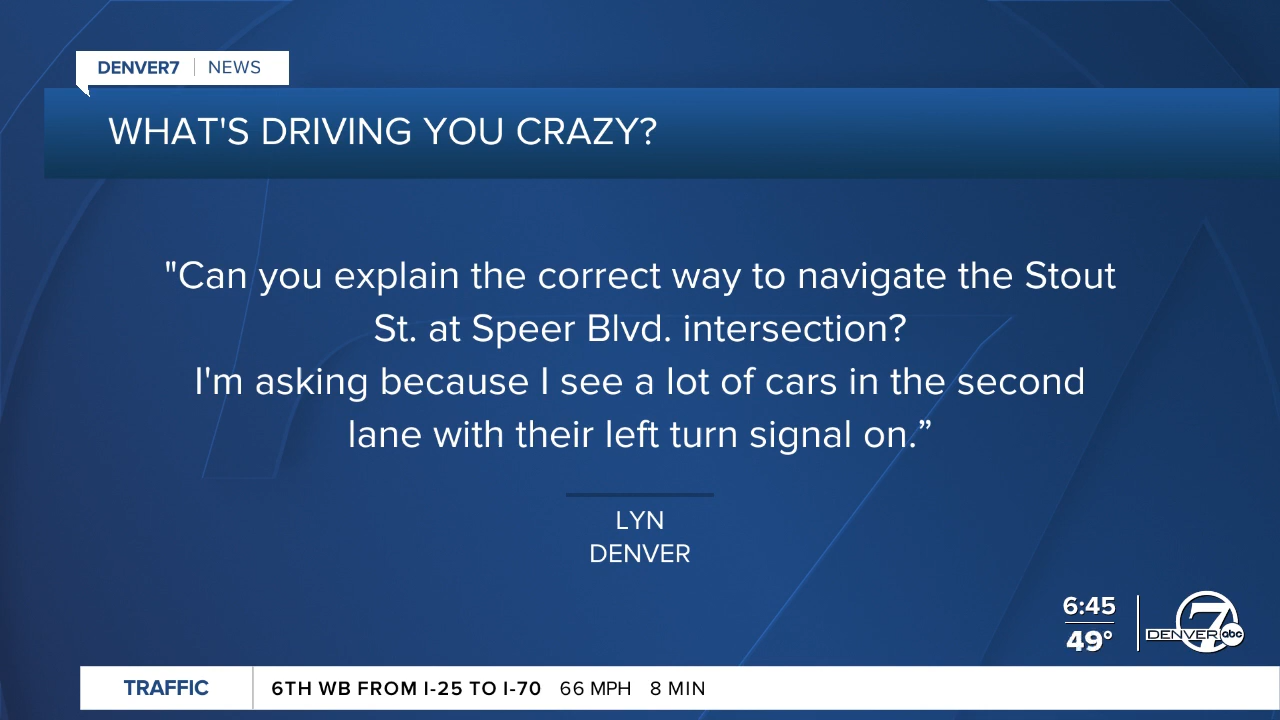 DENVER7 | NEWS
WHAT'S DRIVING YOU CRAZY?
"Can you explain the correct way to navigate the Stout
St. at Speer Blvd. intersection?
I'm asking because I see a lot of cars in the second
lane with their left turn signal on.”
LYN
DENVER
6:45
49°
7
DENVER abc
TRAFFIC
6TH WB FROM I-25 TO I-70 66 MPH 8 MIN